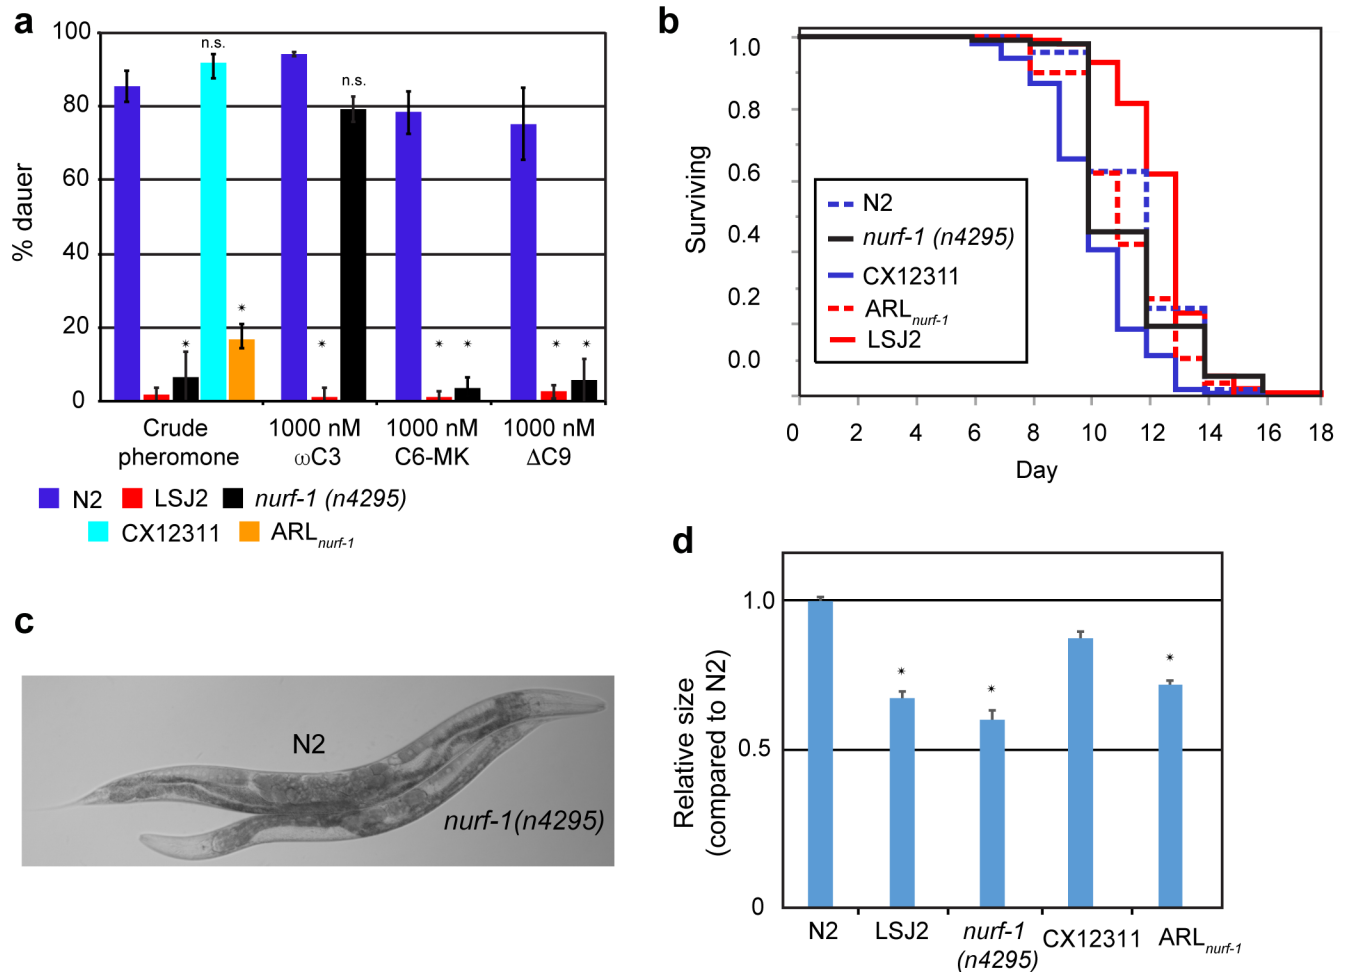 a
100
80
60
40
20
0
% dauer
n.s.
n.s.
*
*
*
* *
* *
Crude pheromone
1000 nM ωC3
1000 nM C6-MK
1000 nM ΔC9
N2 LSJ2 nurf-1 (n4295)
CX12311 ARLnurf-1
b
1.0
0.8
0.6
0.4
0.2
0.0
Surviving
N2
nurf-1 (n4295)
CX12311
ARLnurf-1
LSJ2
0 2 4 6 8 10 12 14 16 18
Day
c
N2
nurf-1(n4295)
d
1.0
0.5
0
Relative size
(compared to N2)
*
*
*
N2 LSJ2 nurf-1 (n4295) CX12311 ARLnurf-1